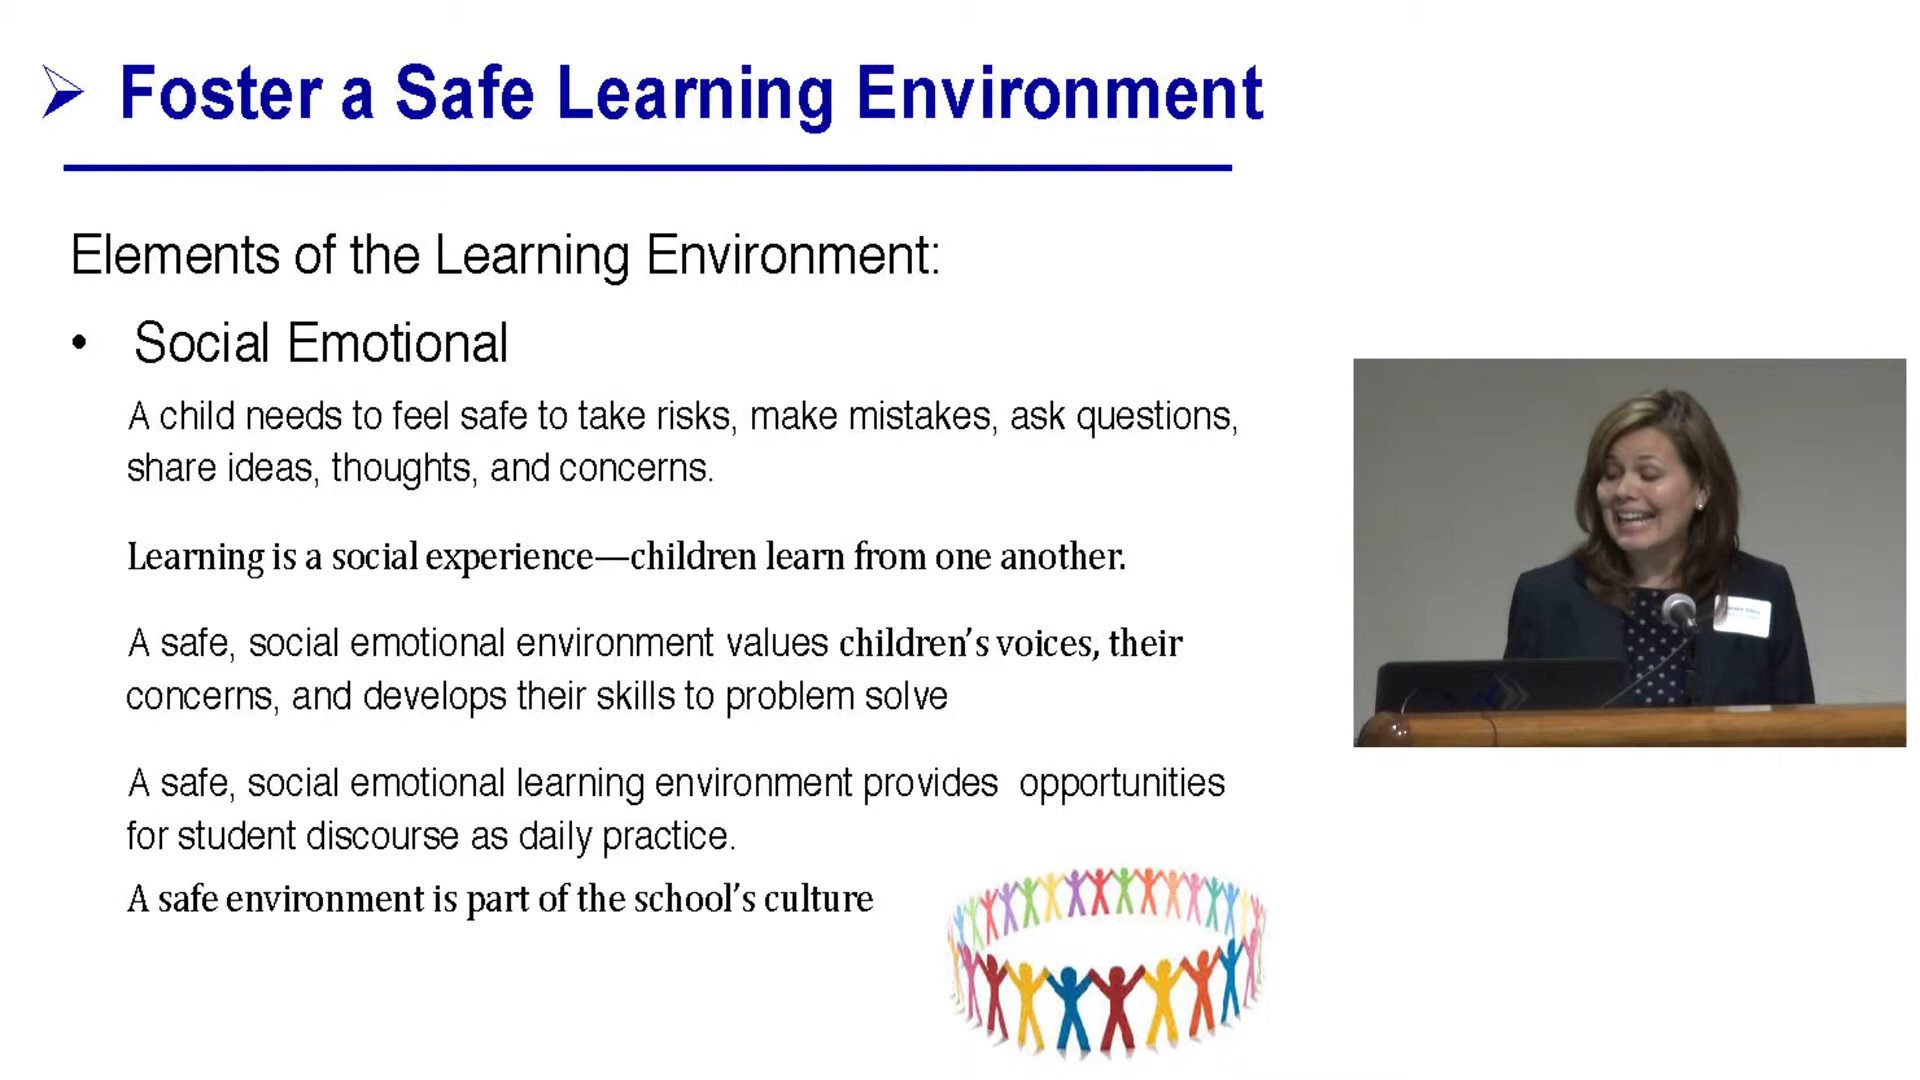 Foster a Safe Learning Environment
Elements of the Learning Environment:
• Social Emotional
A child needs to feel safe to take risks, make mistakes, ask questions,
share ideas, thoughts, and concerns.
Learning is a social experience—children learn from one another.
A safe, social emotional environment values children’s voices, their
concerns, and develops their skills to problem solve
A safe, social emotional learning environment provides opportunities
for student discourse as daily practice.
A safe environment is part of the school’s culture